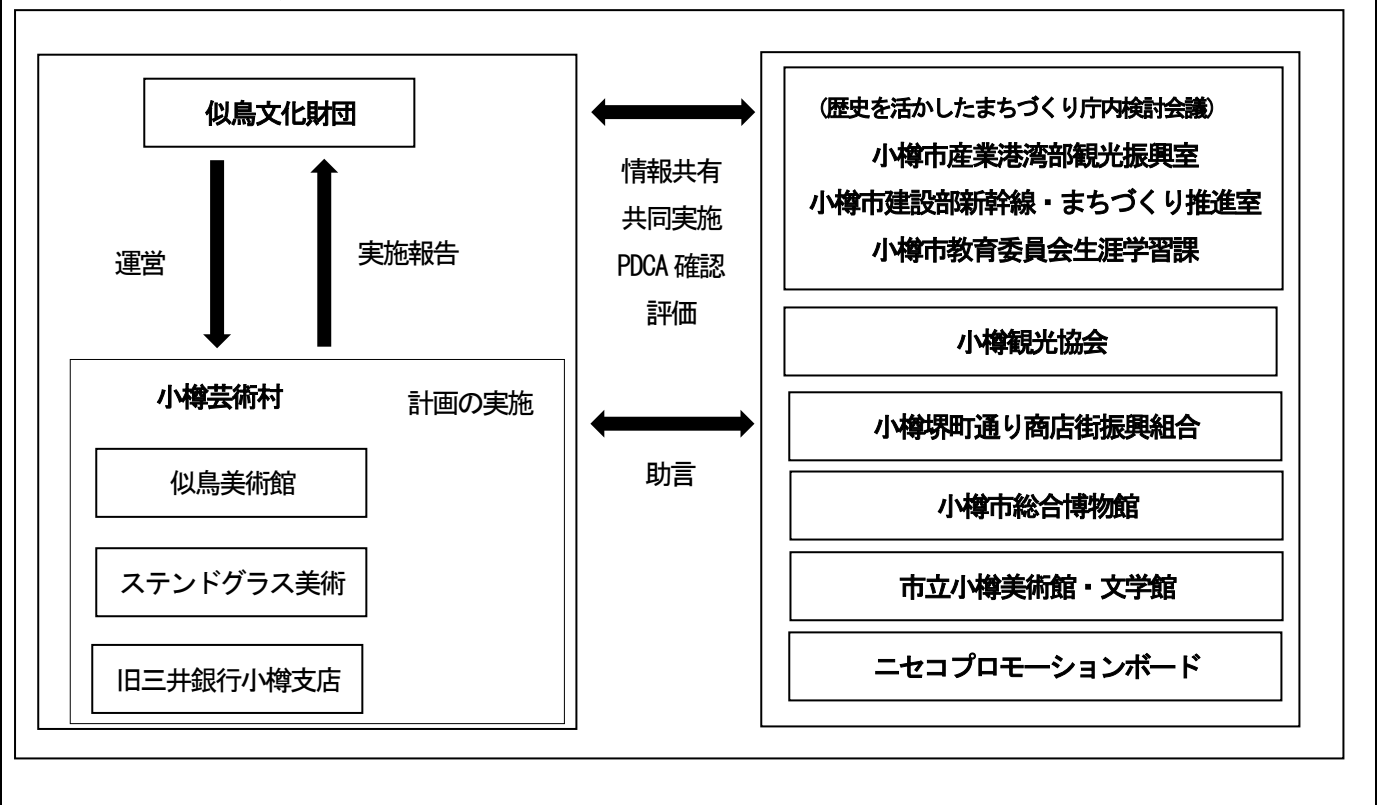 似鳥文化財団
運営
実施報告
小樽芸術村
計画の実施
似鳥美術館
ステンドグラス美術
旧三井銀行小樽支店
情報共有
共同実施
PDCA 確認
評価
助言
(歴史を活かしたまちづくり庁内検討会議)
小樽市産業港湾部観光振興室
小樽市建設部新幹線・まちづくり推進室
小樽市教育委員会生涯学習課
小樽観光協会
小樽堺町通り商店街振興組合
小樽市総合博物館
市立小樽美術館・文学館
ニセコプロモーションボード